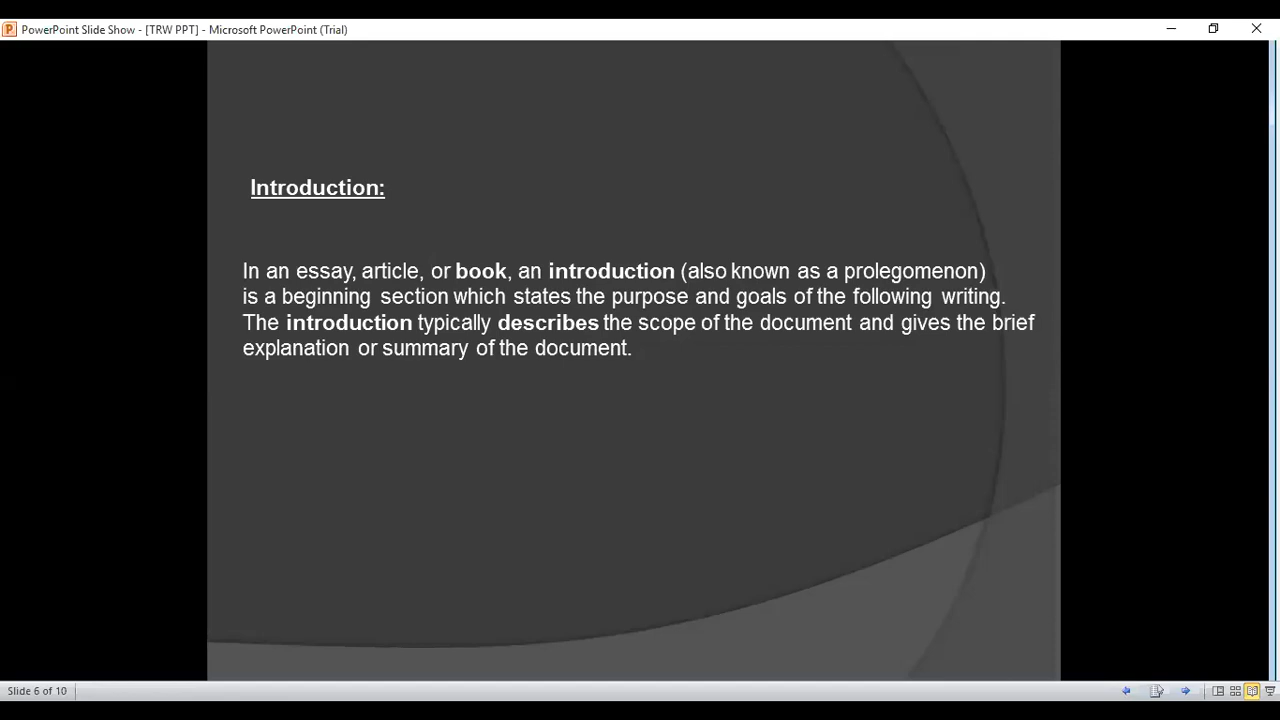 PowerPoint Slide Show - [TRW PPT] - Microsoft PowerPoint (Trial)
Introduction:
In an essay, article, or book, an introduction (also known as a prolegomenon)
is a beginning section which states the purpose and goals of the following writing.
The introduction typically describes the scope of the document and gives the brief
explanation or summary of the document.
Slide 6 of 10